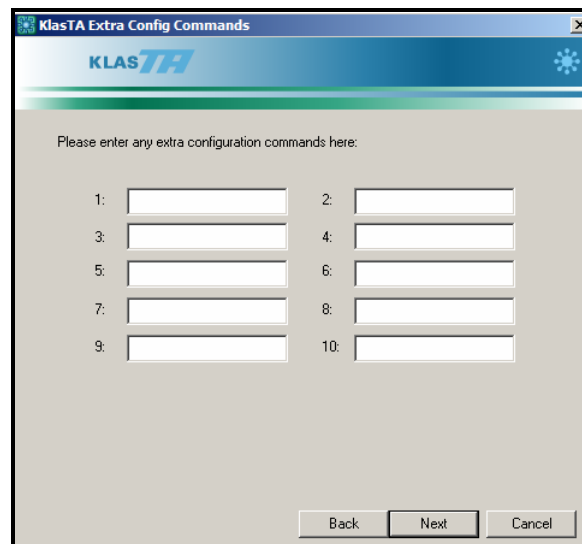 KlasTA Extra Config Commands
KLAS TA
Please enter any extra configuration commands here:
1: 2:
3: 4:
5: 6:
7: 8:
9: 10:
Back Next Cancel